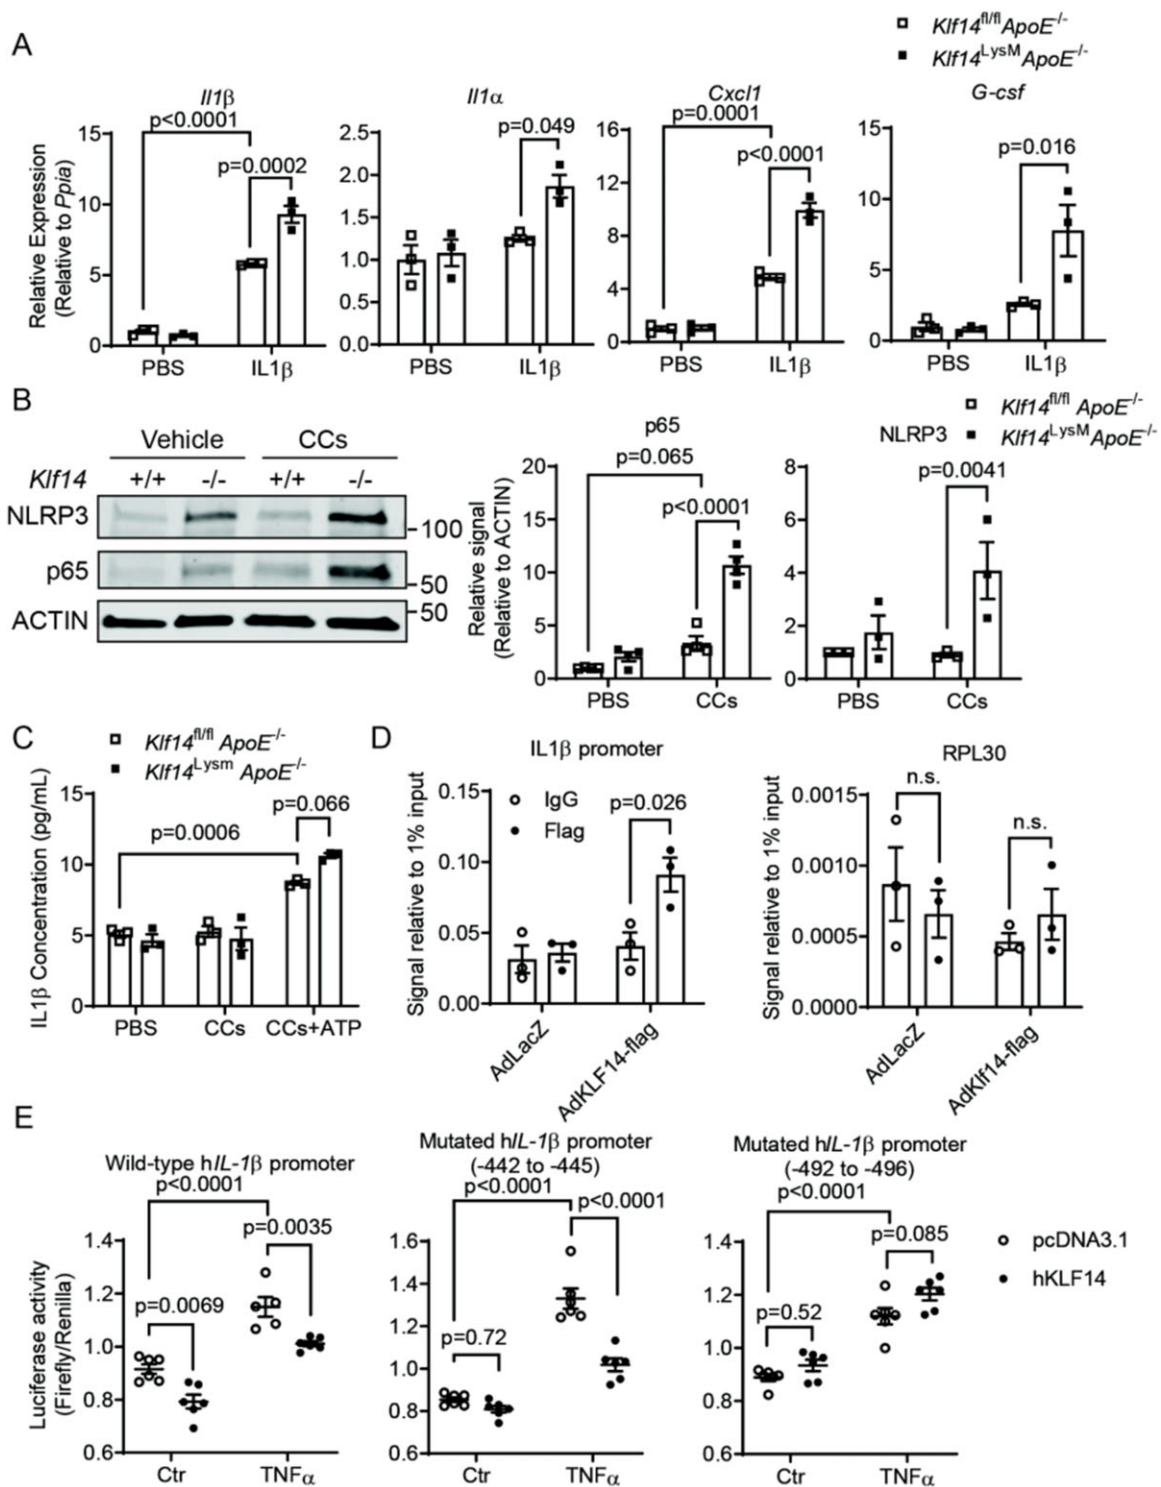 A
Klf14fl/flApoE-/-
Klf14LysMApoE-/-
Relative Expression
(Relative to Ppia)
Il1β
p<0.0001
p=0.0002
15
10
5
0
PBS
IL1β
Il1α
p=0.049
2.5
2.0
1.5
1.0
0.5
0.0
PBS
IL1β
Cxcl1
p=0.0001
p<0.0001
16
12
8
4
0
PBS
IL1β
G-csf
p=0.016
15
10
5
0
PBS
IL1β
B
Vehicle CCs
Klf14 +/+ -/- +/+ -/-
NLRP3
100
p65
50
ACTIN
50
Klf14fl/fl ApoE-/-
Klf14LysMApoE-/-
Relative signal
(Relative to ACTIN)
p65
p=0.065
p<0.0001
20
15
10
5
0
PBS
CCs
NLRP3
p=0.0041
8
6
4
2
0
PBS
CCs
C
Klf14fl/fl ApoE-/-
Klf14Lysm ApoE-/-
IL1β Concentration (pg/mL)
p=0.066
p=0.0006
15
10
5
0
PBS
CCs
CCs+ATP
D
IL1β promoter
Signal relative to 1% input
IgG
Flag
p=0.026
0.15
0.10
0.05
0.00
AdLacZ
AdKLF14-flag
RPL30
Signal relative to 1% input
n.s.
n.s.
0.0015
0.0010
0.0005
0.0000
AdLacZ
AdKlf14-flag
E
Luciferase activity
(Firefly/Renilla)
Wild-type hIL-1β promoter
p<0.0001
p=0.0035
p=0.0069
1.4
1.2
1.0
0.8
0.6
Ctr
TNFα
Mutated hIL-1β promoter
(-442 to -445)
p<0.0001
p<0.0001
p=0.72
1.6
1.4
1.2
1.0
0.8
0.6
Ctr
TNFα
Mutated hIL-1β promoter
(-492 to -496)
p<0.0001
p=0.085
p=0.52
1.4
1.2
1.0
0.8
0.6
Ctr
TNFα
pcDNA3.1
hKLF14